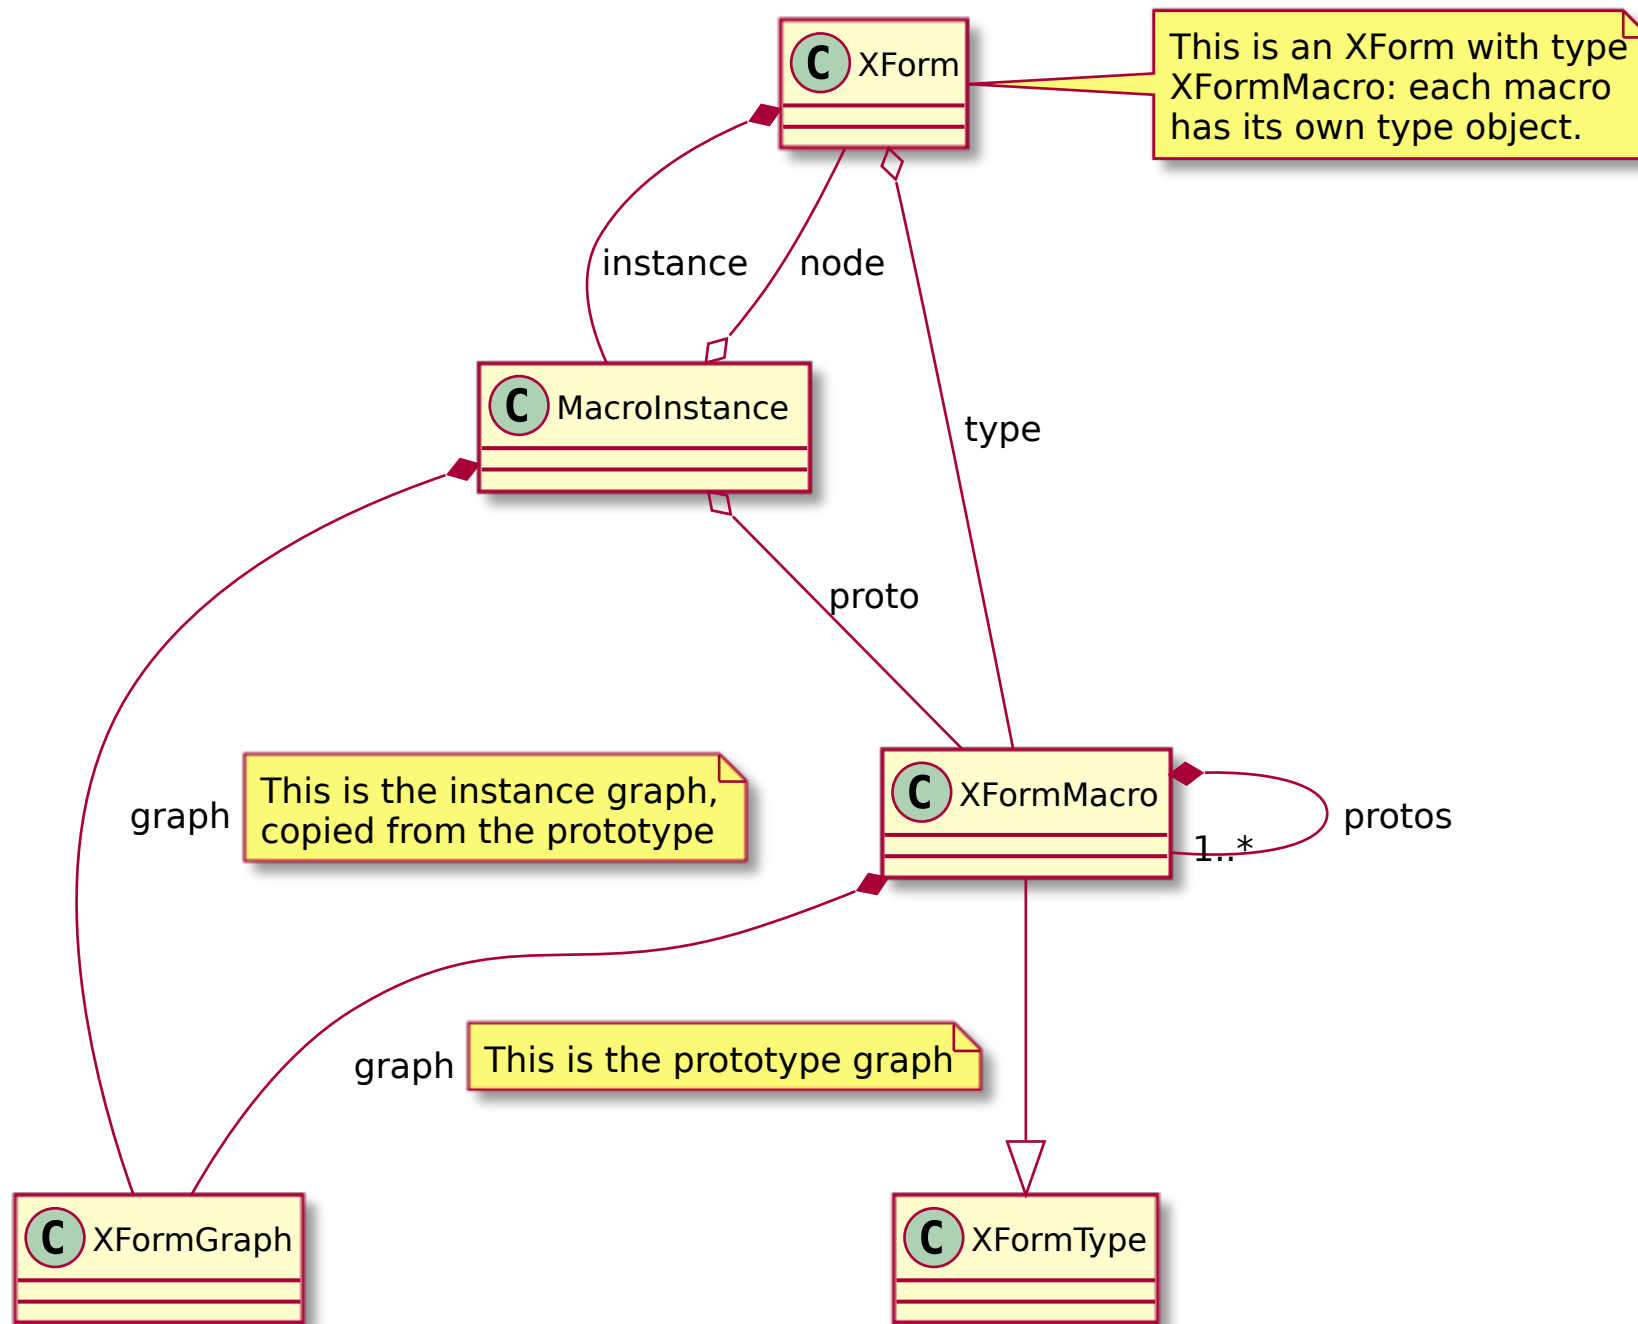 C XForm
This is an XForm with type
XFormMacro: each macro
has its own type object.
instance
node
C MacroInstance
type
proto
C XFormMacro
protos
1..*
graph
This is the instance graph,
copied from the prototype
graph
This is the prototype graph
C XFormGraph
C XFormType